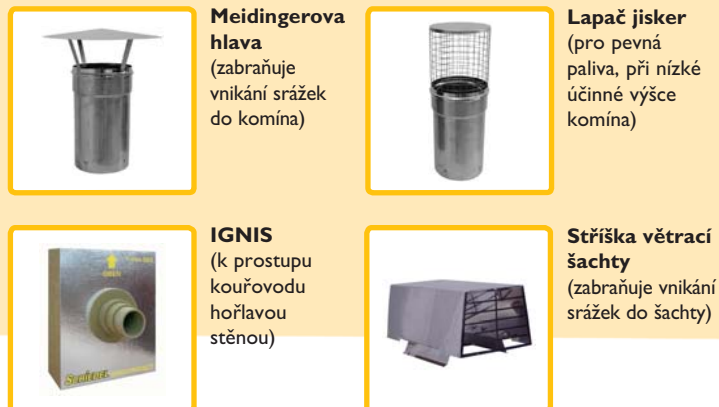 Meidingerova
hlava
(zabraňuje
vnikání srážek
do komína)
Lapač jisker
(pro pevná
paliva, při nízké
účinné výšce
komína)
IGNIS
(k prostupu
kouřovodu
hořlavou
stěnou)
SCHIEDEL
Stříška větrací
šachty
(zabraňuje vnikání
srážek do šachty)